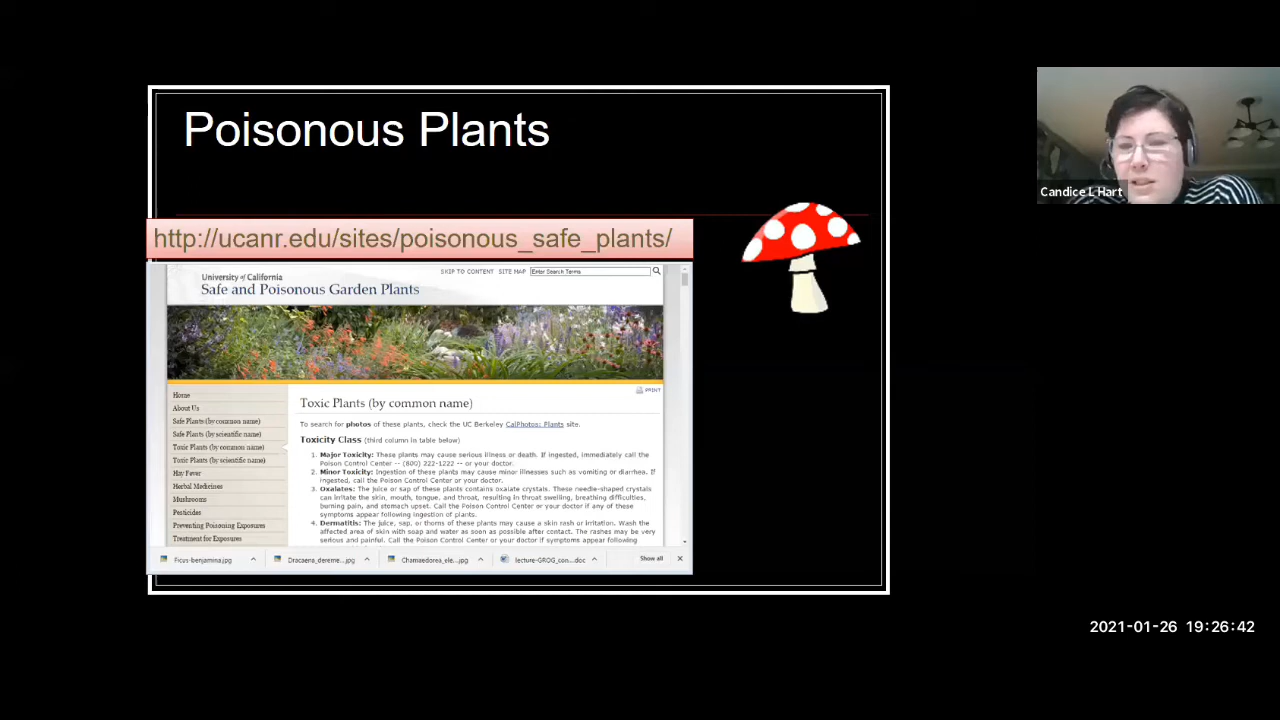 Poisonous Plants
http://ucanr.edu/sites/poisonous_safe_plants/
SKIP TO CONTENT SITE MAP Enter Search Terms
University of California
Safe and Poisonous Garden Plants
PRINT
Home
About Us
Safe Plants (by common name)
Safe Plants (by scientific name)
Toxic Plants (by common name)
Toxic Plants (by scientific name)
Hay Fever
Herbal Medicines
Mushrooms
Pesticides
Preventing Poisoning Exposures
Treatment for Exposures
Toxic Plants (by common name)
To search for photos of these plants, check the UC Berkeley CalPhotos: Plants site.
Toxicity Class (third column in table below)
1. Major Toxicity: These plants may cause serious illness or death. If ingested, immediately call the
Poison Control Center -- (800) 222-1222 -- or your doctor.
2. Minor Toxicity: Ingestion of these plants may cause minor illnesses such as vomiting or diarrhea. If
ingested, call the Poison Control Center or your doctor.
3. Oxalates: The juice or sap of these plants contains oxalate crystals. These needle-shaped crystals
can irritate the skin, mouth, tongue, and throat, resulting in throat swelling, breathing difficulties,
burning pain, and stomach upset. Call the Poison Control Center or your doctor if any of these
symptoms appear following ingestion of plants.
4. Dermatitis: The juice, sap, or thorns of these plants may cause a skin rash or irritation. Wash the
affected area of skin with soap and water as soon as possible after contact. The rashes may be very
serious and painful. Call the Poison Control Center or your doctor if symptoms appear following
Ficus-benjamina.jpg
Dracaena_dereme....jpg
Chamaedorea_ele....jpg
lecture-GROG_con....doc
Show all
Candice L Hart
2021-01-26 19:26:42